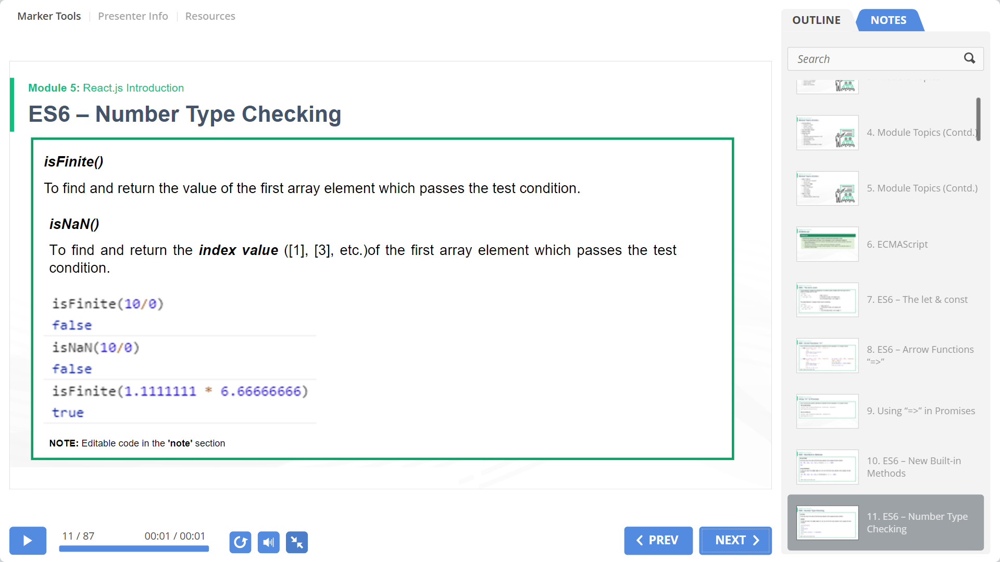 Marker Tools
Presenter Info
Resources
OUTLINE
NOTES
Search
Module 5: React.js Introduction
ES6 – Number Type Checking
isFinite()
To find and return the value of the first array element which passes the test condition.
isNaN()
To find and return the index value ([1], [3], etc.)of the first array element which passes the test
condition.
isFinite(10/0)
false
isNaN(10/0)
false
isFinite(1.1111111 * 6.66666666)
true
NOTE: Editable code in the 'note' section
4. Module Topics (Contd.)
5. Module Topics (Contd.)
6. ECMAScript
7. ES6 – The let & const
8. ES6 – Arrow Functions
“=>”
9. Using “=>” in Promises
10. ES6 – New Built-in
Methods
11. ES6 – Number Type
Checking
11 / 87
00:01 / 00:01
PREV
NEXT